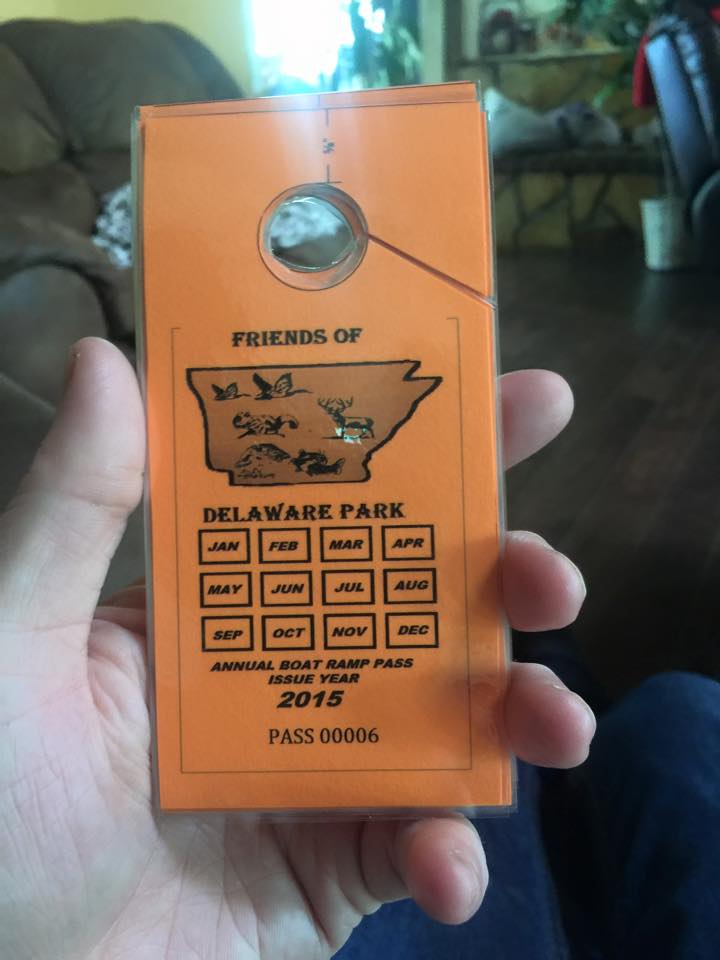 FRIENDS OF
DELAWARE PARK
JAN FEB MAR APR
MAY JUN JUL AUG
SEP OCT NOV DEC
ANNUAL BOAT RAMP PASS
ISSUE YEAR
2015
PASS 00006